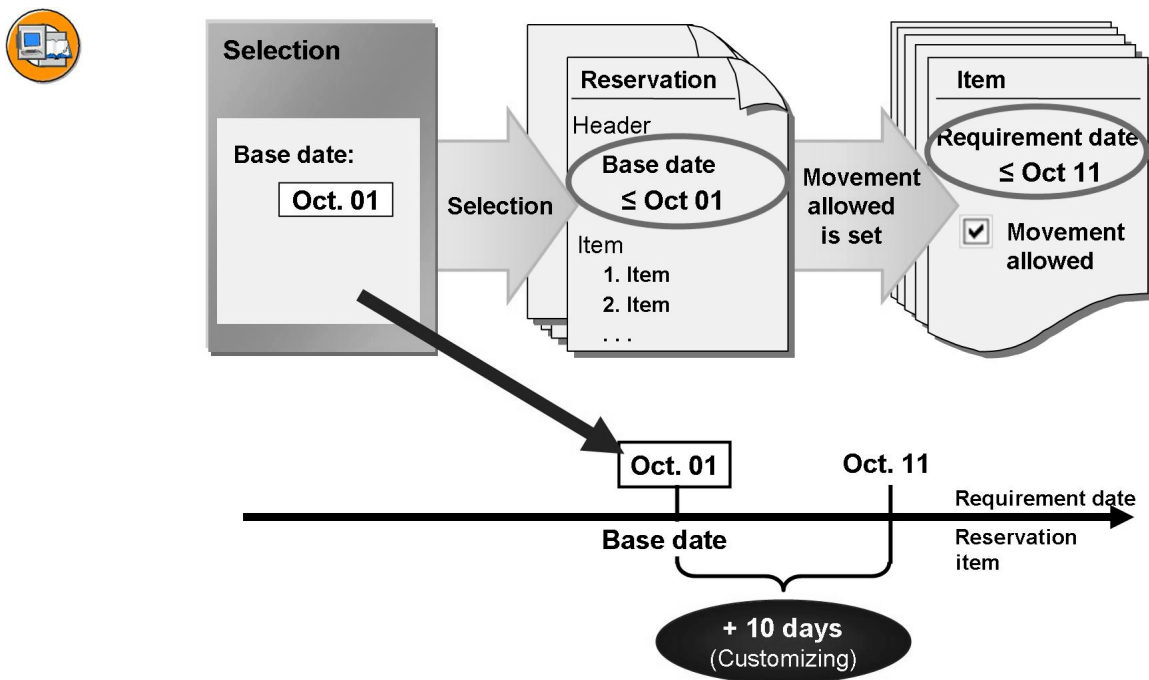 Selection
Base date:
Oct. 01
Selection
Reservation
Header
Base date
≤ Oct 01
Item
1. Item
2. Item
. . .
Movement
allowed
is set
Item
Requirement date
≤ Oct 11
Movement
allowed
Oct. 01
Oct. 11
Requirement date
Base date
Reservation
item
+ 10 days
(Customizing)